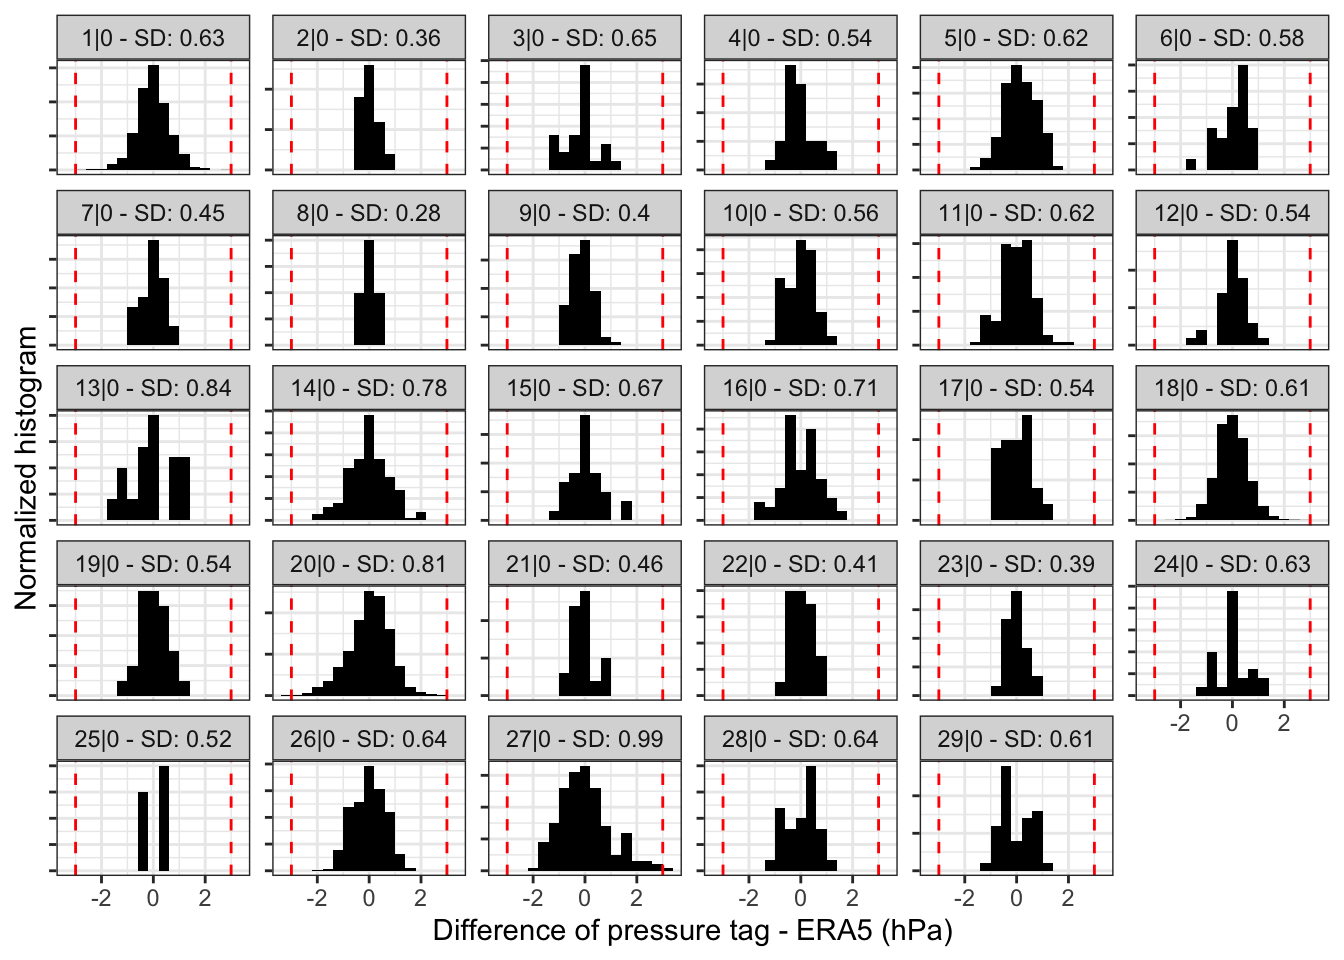 1|0 - SD: 0.63
2|0 - SD: 0.36
3|0 - SD: 0.65
4|0 - SD: 0.54
5|0 - SD: 0.62
6|0 - SD: 0.58
7|0 - SD: 0.45
8|0 - SD: 0.28
9|0 - SD: 0.4
10|0 - SD: 0.56
11|0 - SD: 0.62
12|0 - SD: 0.54
13|0 - SD: 0.84
14|0 - SD: 0.78
15|0 - SD: 0.67
16|0 - SD: 0.71
17|0 - SD: 0.54
18|0 - SD: 0.61
19|0 - SD: 0.54
20|0 - SD: 0.81
21|0 - SD: 0.46
22|0 - SD: 0.41
23|0 - SD: 0.39
24|0 - SD: 0.63
-2 0 2
25|0 - SD: 0.52
26|0 - SD: 0.64
27|0 - SD: 0.99
28|0 - SD: 0.64
29|0 - SD: 0.61
-2 0 2
-2 0 2
-2 0 2
-2 0 2
-2 0 2
Difference of pressure tag - ERA5 (hPa)
Normalized histogram